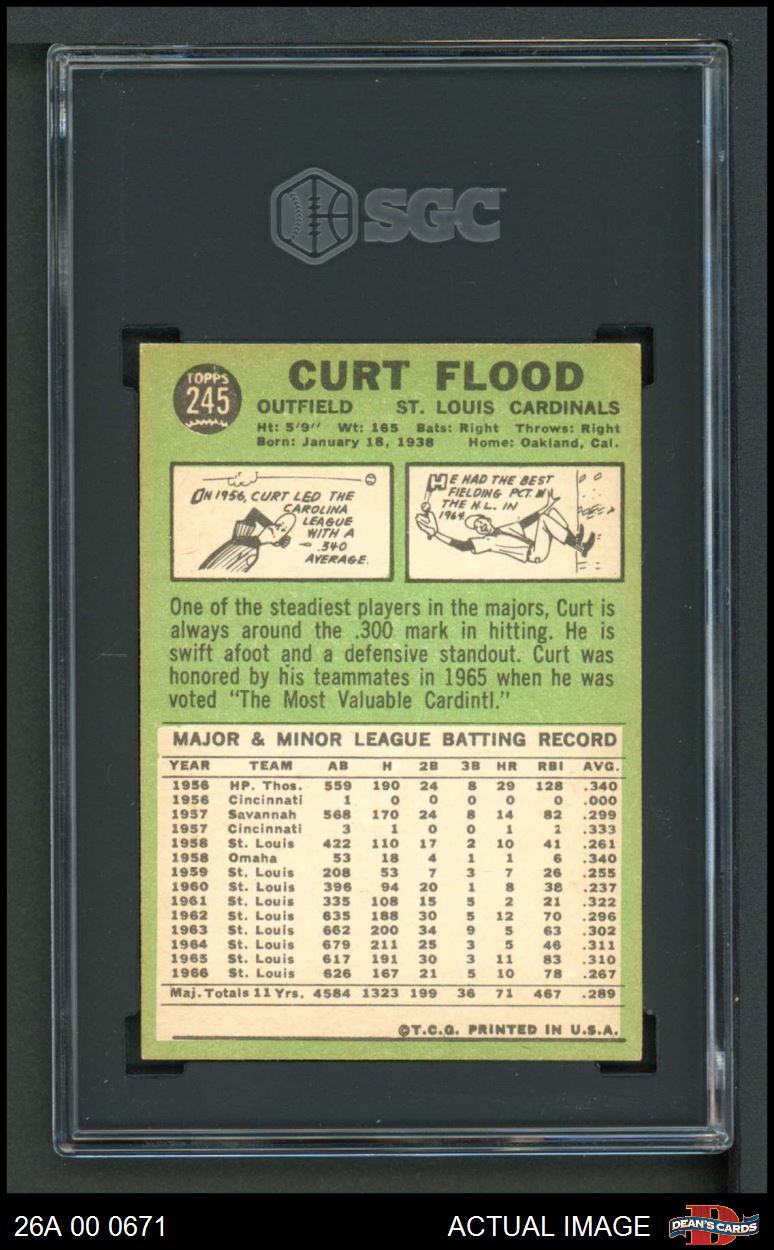 SGC
TOPPS
245
CURT FLOOD
OUTFIELD ST. LOUIS CARDINALS
Ht: 5'9" Wt: 165 Bats: Right Throws: Right
Born: January 18, 1938 Home: Oakland, Cal.
IN 1956, CURT LED THE
CAROLINA
LEAGUE
WITH A
.340
AVERAGE.
HE HAD THE BEST
FIELDING PCT. IN
THE N.L. IN
1964.
One of the steadiest players in the majors, Curt is
always around the .300 mark in hitting. He is
swift afoot and a defensive standout. Curt was
honored by his teammates in 1965 when he was
voted "The Most Valuable Cardintl."
MAJOR & MINOR LEAGUE BATTING RECORD
YEAR TEAM AB H 2B 3B HR RBI AVG.
1956 HP. Thos. 559 190 24 8 29 128 .340
1956 Cincinnati 1 0 0 0 0 0 .000
1957 Savannah 568 170 24 8 14 82 .299
1957 Cincinnati 3 1 0 0 1 1 .333
1958 St. Louis 422 110 17 2 10 41 .261
1958 Omaha 53 18 4 1 1 6 .340
1959 St. Louis 208 53 7 3 7 26 .255
1960 St. Louis 396 94 20 1 8 38 .237
1961 St. Louis 335 108 15 5 2 21 .322
1962 St. Louis 635 188 30 5 12 70 .296
1963 St. Louis 662 200 34 9 5 63 .302
1964 St. Louis 679 211 25 3 5 46 .311
1965 St. Louis 617 191 30 3 11 83 .310
1966 St. Louis 626 167 21 5 10 78 .267
Maj. Totals 11 Yrs. 4584 1323 199 36 71 467 .289
©T.C.G. PRINTED IN U.S.A.
26A 00 0671 ACTUAL IMAGE DEAN'S CARDS